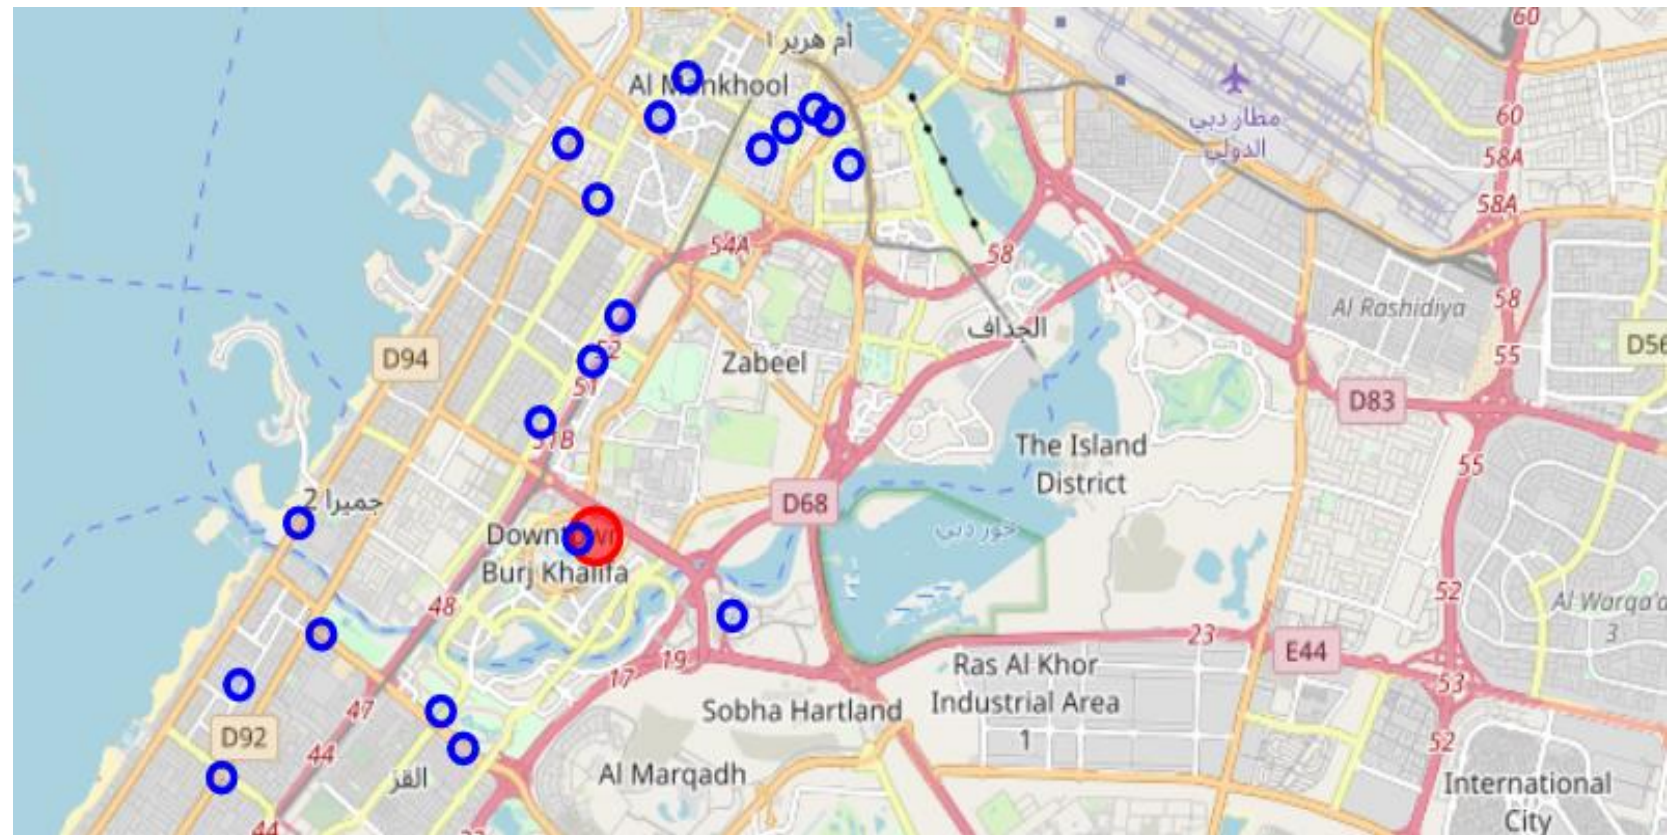 60
أم هرير ١
Al Mankhool
60
مطار دبي
الدولي
58A
58A
54A
58
Al Rashidiya
58
الجداف
D94
52
Zabeel
55
D56
51
D83
51B
The Island
District
55
جميرا 2
D68
خور دبي
Downtown
Burj Khalifa
48
52
Al Warqa'a
3
23
E44
19
17
Ras Al Khor
Industrial Area
1
53
47
Sobha Hartland
D92
44
52
القز
Al Marqadh
International
City
44